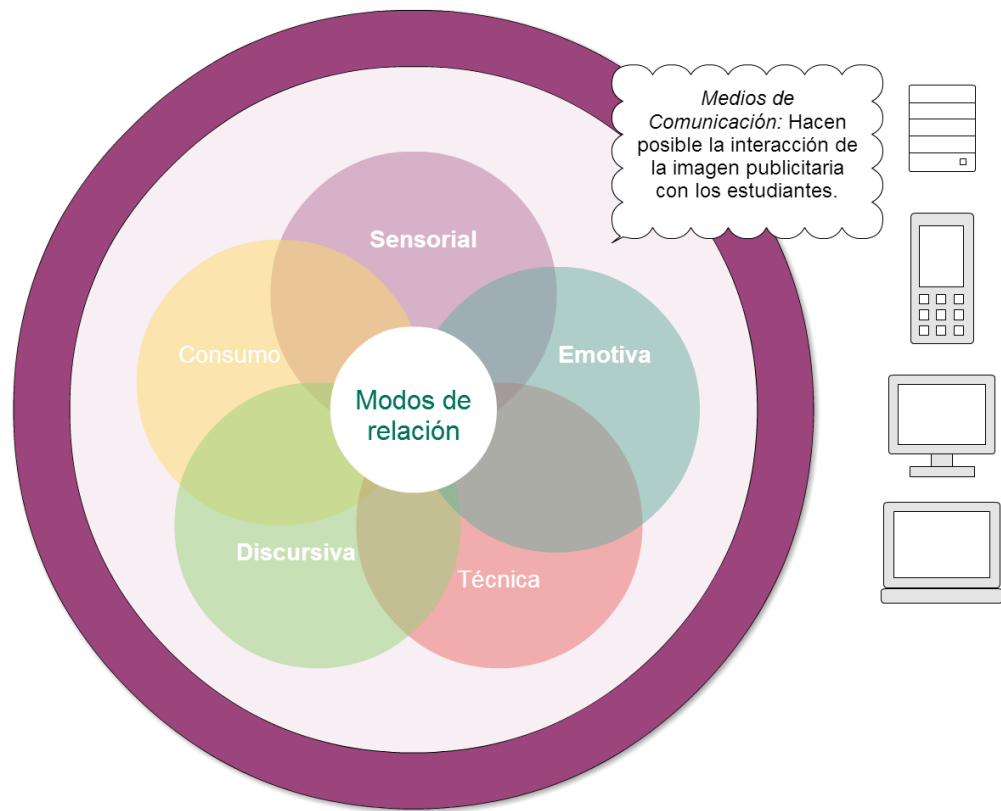 Medios de
Comunicación: Hacen
posible la interacción de
la imagen publicitaria
con los estudiantes.
Sensorial
Consumo
Emotiva
Modos de
relación
Discursiva
Técnica